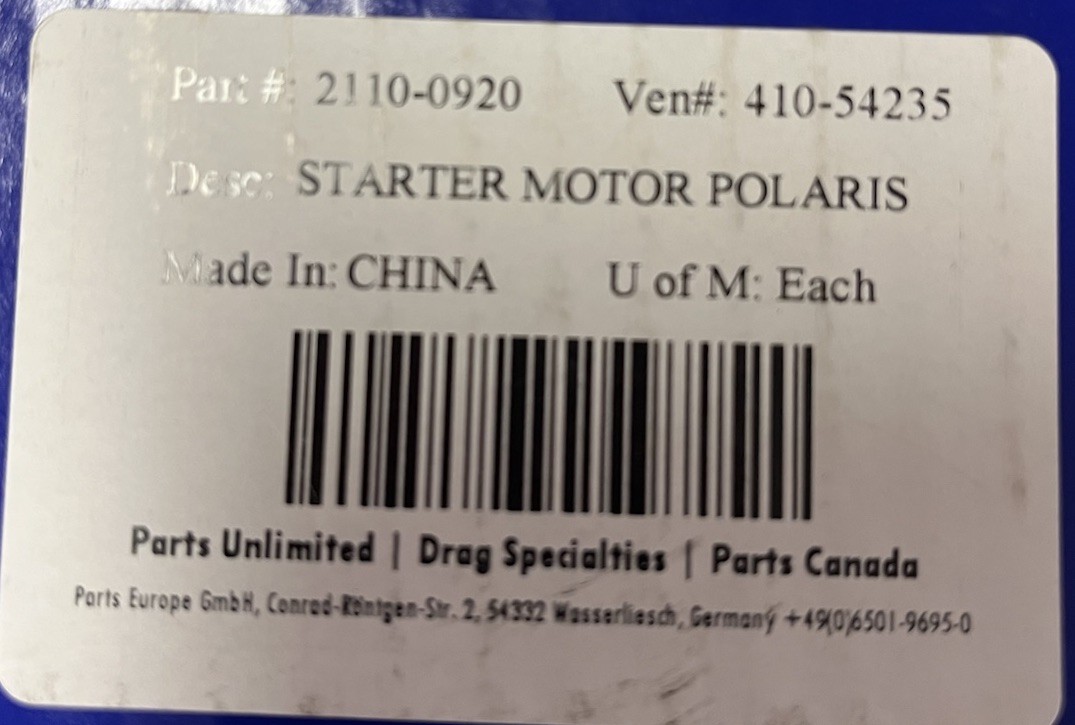 Part #: 2110-0920 Ven#: 410-54235
Desc: STARTER MOTOR POLARIS
Made In: CHINA U of M: Each
Parts Unlimited | Drag Specialties | Parts Canada
Parts Europe GmbH, Conrad-Röntgen-Str. 2, 54332 Wasserliesch, Germany +49(0)6501-9695-0